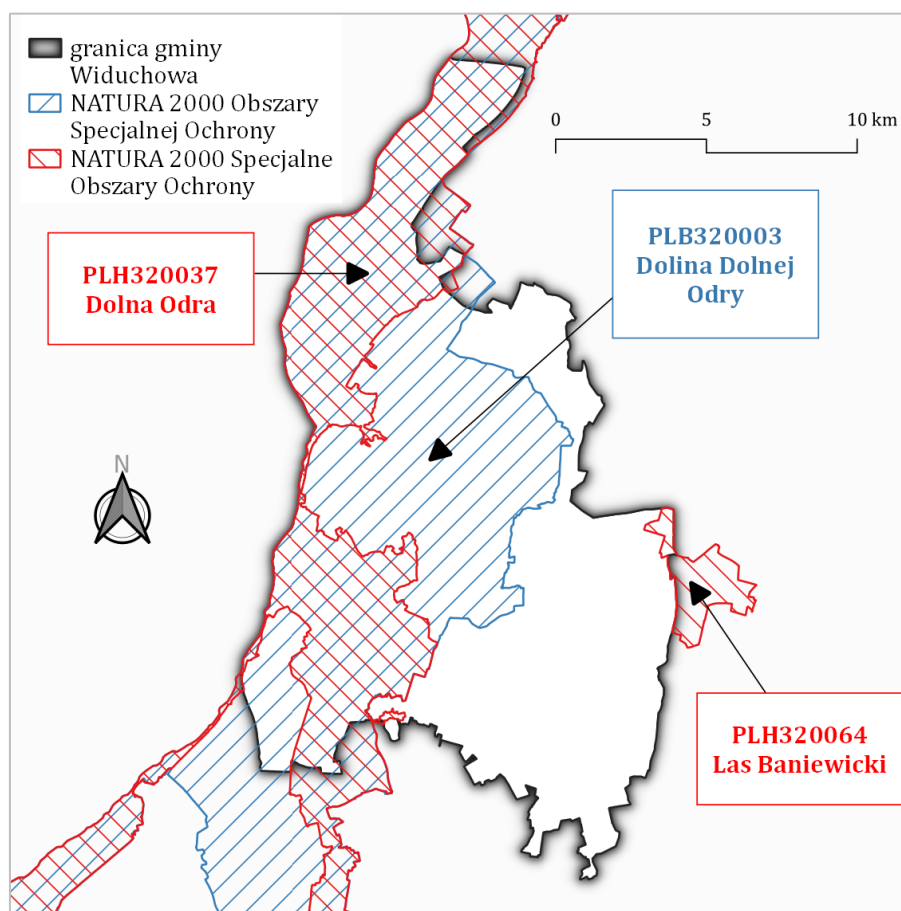 granica gminy
Widuchowa
NATURA 2000 Obszary
Specjalnej Ochrony
NATURA 2000 Specjalne
Obszary Ochrony
0 5 10 km
PLH320037
Dolna Odra
PLB320003
Dolina Dolnej
Odry
N
PLH320064
Las Baniewicki